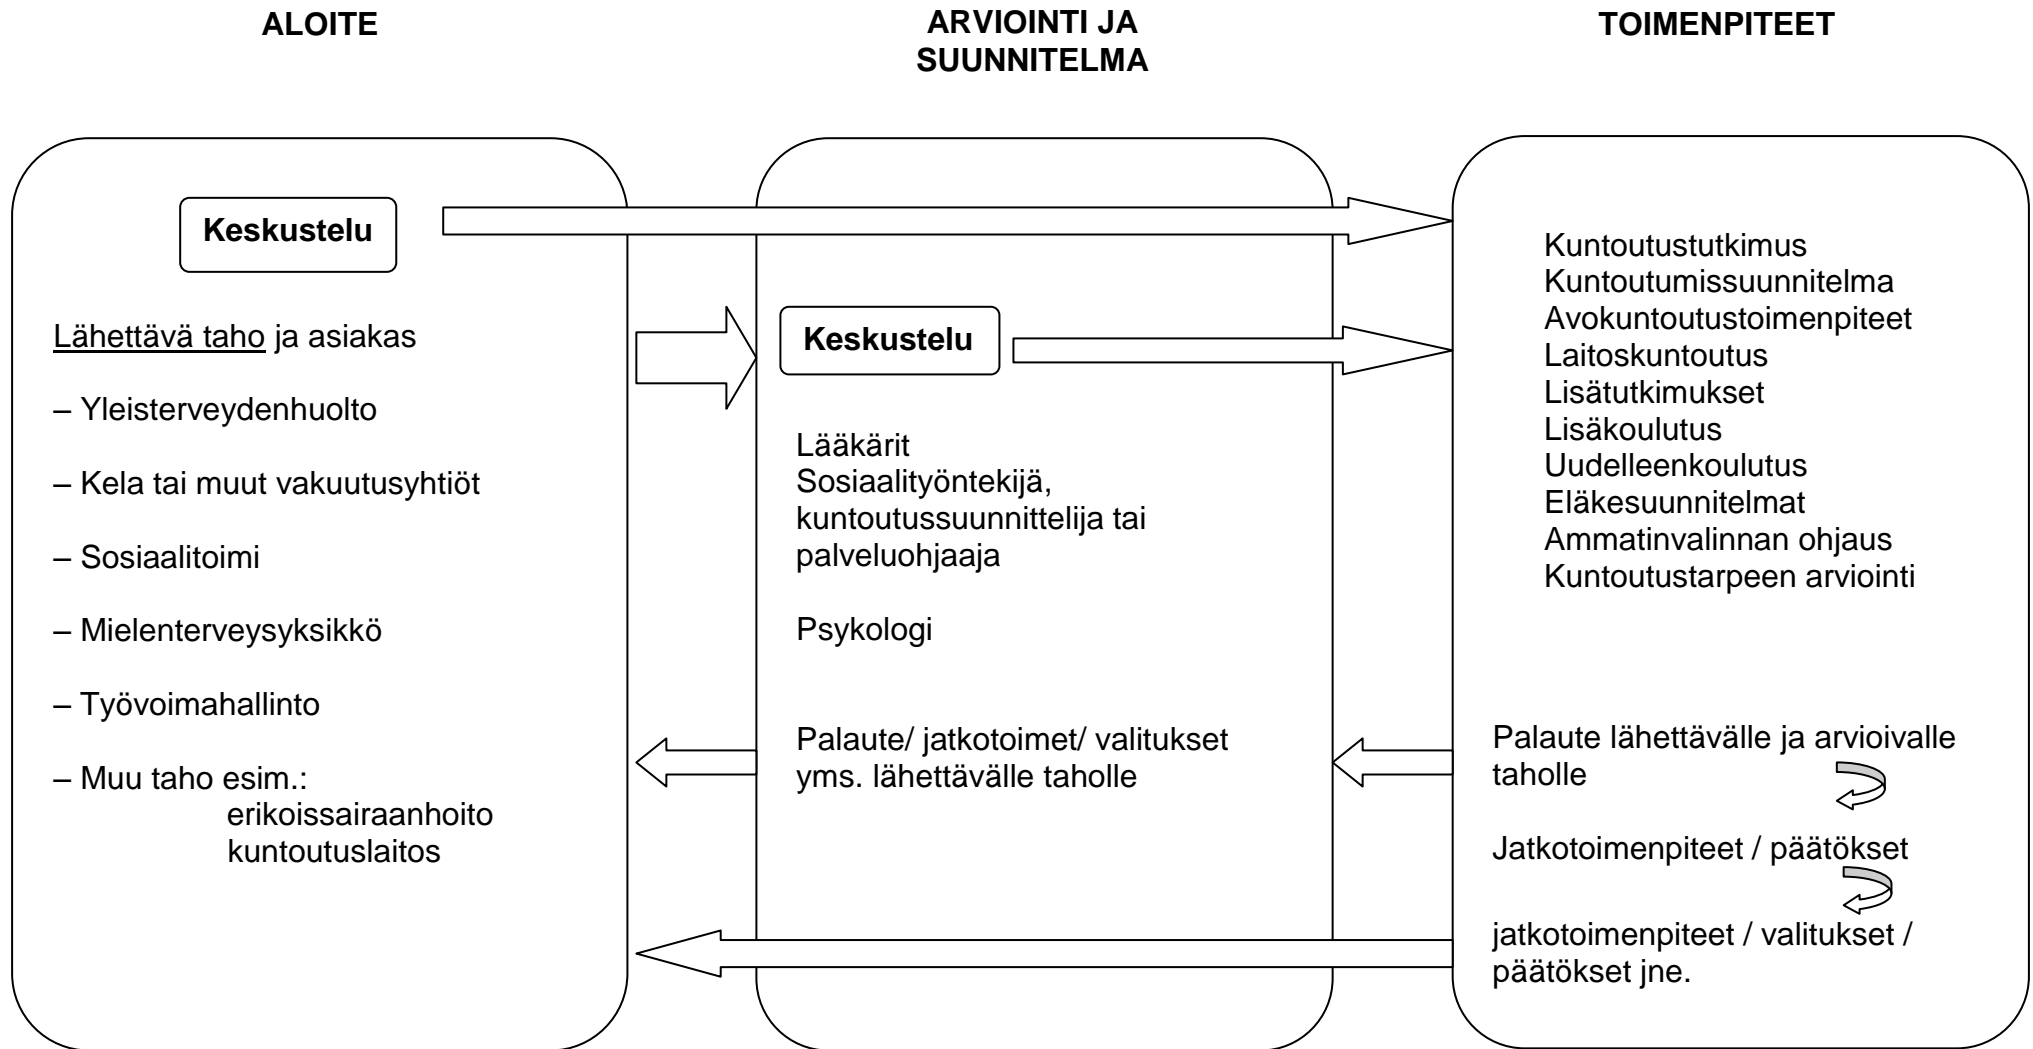 ALOITE
ARVIOINTI JA
SUUNNITELMA
TOIMENPITEET
Keskustelu
Lähettävä taho ja asiakas
– Yleisterveydenhuolto
– Kela tai muut vakuutusyhtiöt
– Sosiaalitoimi
– Mielenterveysyksikkö
– Työvoimahallinto
– Muu taho esim.:
erikoissairaanhoito
kuntoutuslaitos
Keskustelu
Lääkärit
Sosiaalityöntekijä,
kuntoutussuunnittelija tai
palveluohjaaja
Psykologi
Palaute/ jatkotoimet/ valitukset
yms. lähettävälle taholle
Kuntoutustutkimus
Kuntoutumissuunnitelma
Avokuntoutustoimenpiteet
Laitoskuntoutus
Lisätutkimukset
Lisäkoulutus
Uudelleenkoulutus
Eläkesuunnitelmat
Ammatinvalinnan ohjaus
Kuntoutustarpeen arviointi
Palaute lähettävälle ja arvioivalle
taholle
Jatkotoimenpiteet / päätökset
jatkotoimenpiteet / valitukset /
päätökset jne.